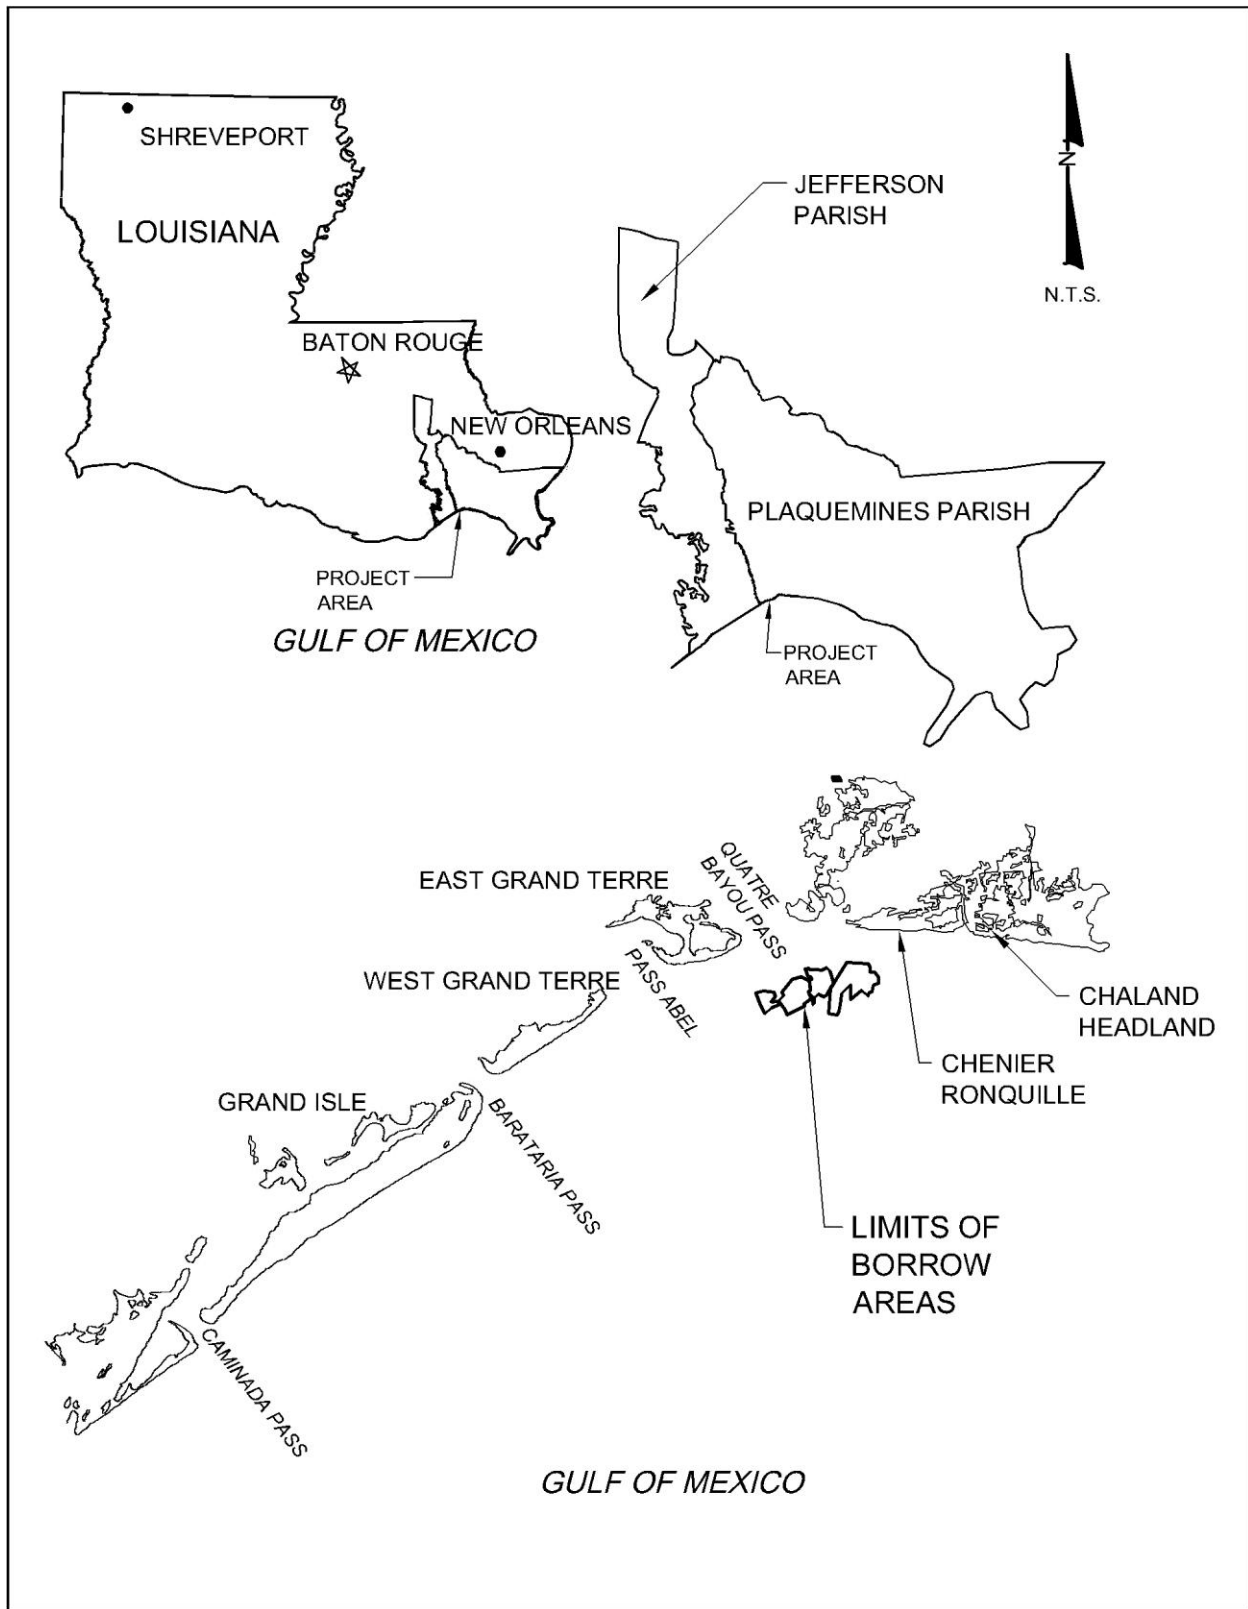 SHREVEPORT
LOUISIANA
BATON ROUGE
NEW ORLEANS
PROJECT
AREA
GULF OF MEXICO
JEFFERSON
PARISH
N
N.T.S.
PLAQUEMINES PARISH
PROJECT
AREA
EAST GRAND TERRE
QUATRE
BAYOU PASS
WEST GRAND TERRE
PASS ABEL
CHALAND
HEADLAND
CHENIER
RONQUILLE
GRAND ISLE
BARATARIA PASS
LIMITS OF
BORROW
AREAS
CAMINADA PASS
GULF OF MEXICO